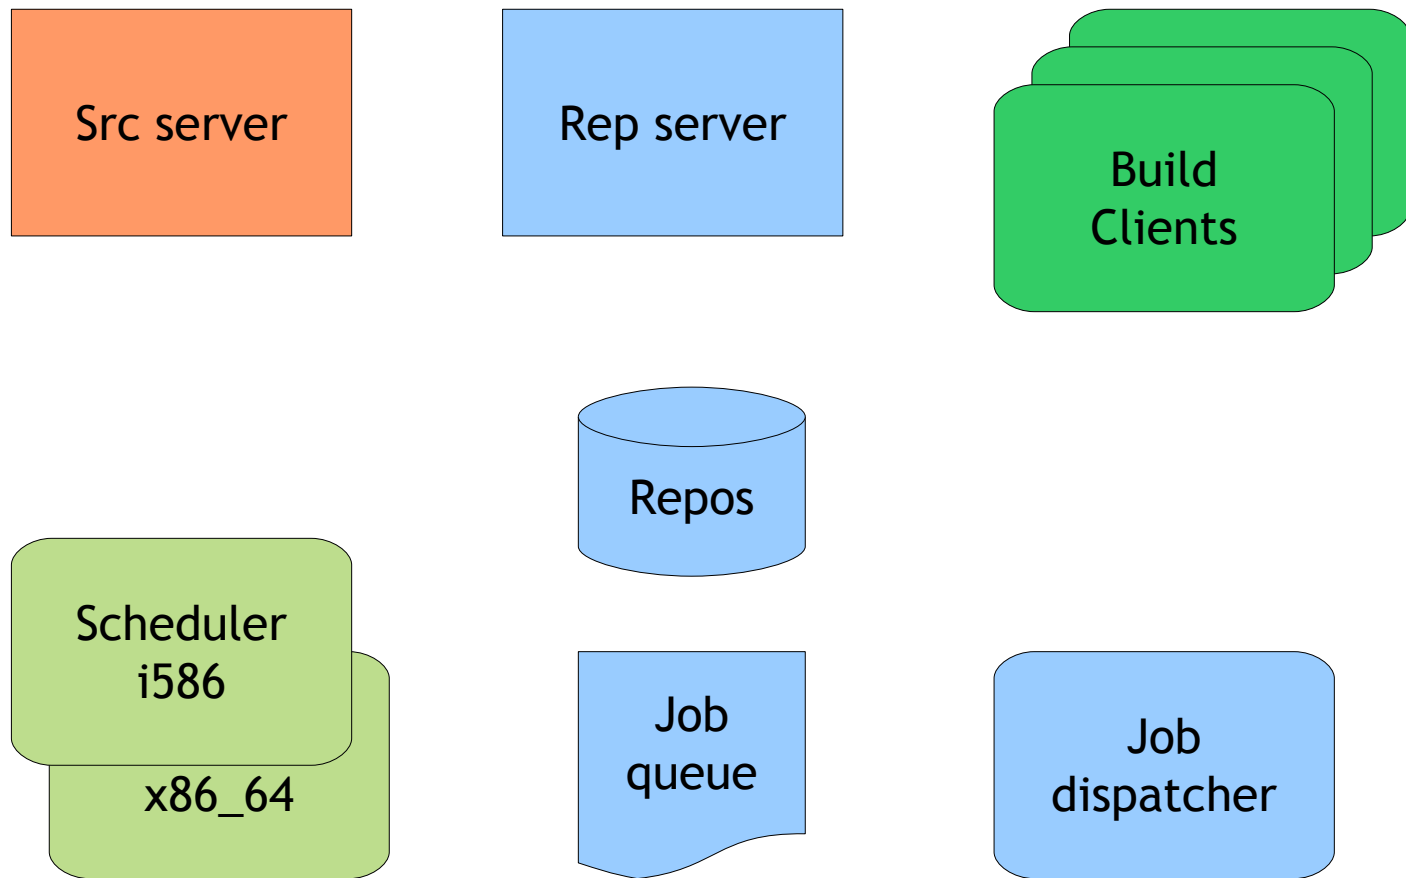 Src server
Rep server
Build
Clients
Repos
Scheduler
i586
x86_64
Job
queue
Job
dispatcher